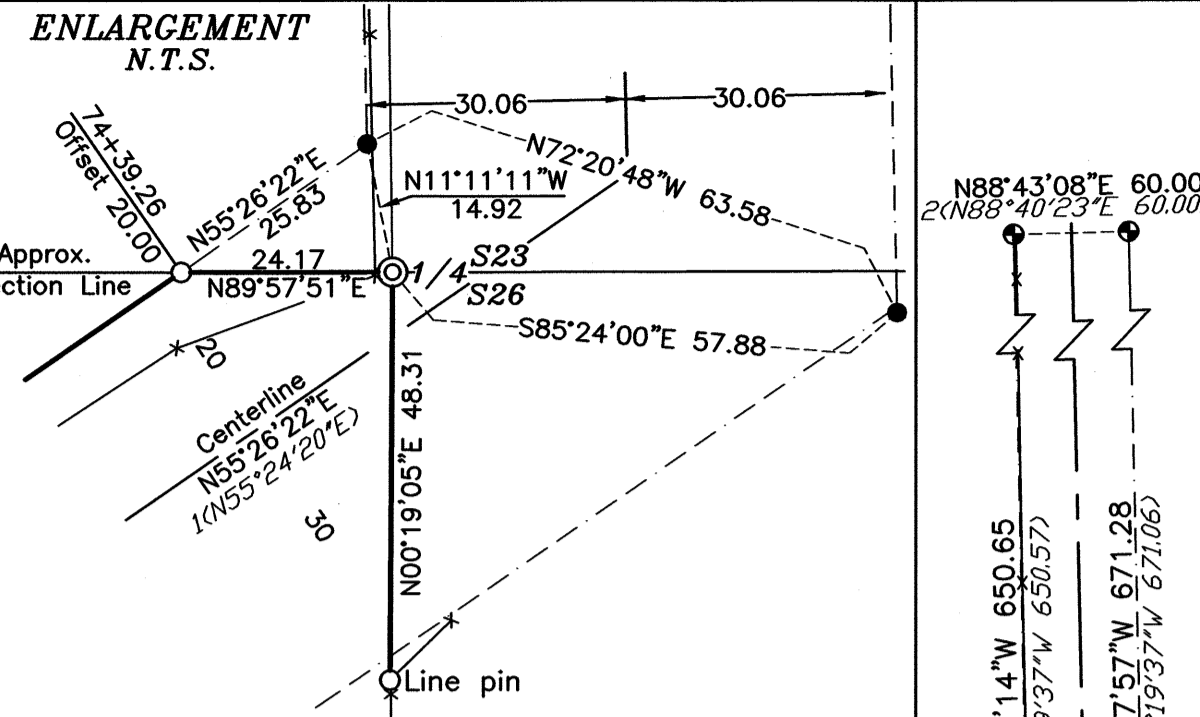 ENLARGEMENT
N.T.S.
74+39.26
Offset 20.00
N55°26'22"E
25.83
30.06
30.06
N11°11'11"W
14.92
N72°20'48"W 63.58
Approx.
ction Line
24.17
N89°57'51"E
1/4
S23
S26
S85°24'00"E 57.88
20
Centerline
N55°26'22"E
1(N55°24'20"E)
30
N00°19'05"E 48.31
Line pin
N88°43'08"E 60.00
2(N88°40'23"E 60.00
'14"W 650.65
9'37"W 650.57)
7'57"W 671.28
19'37"W 671.06)